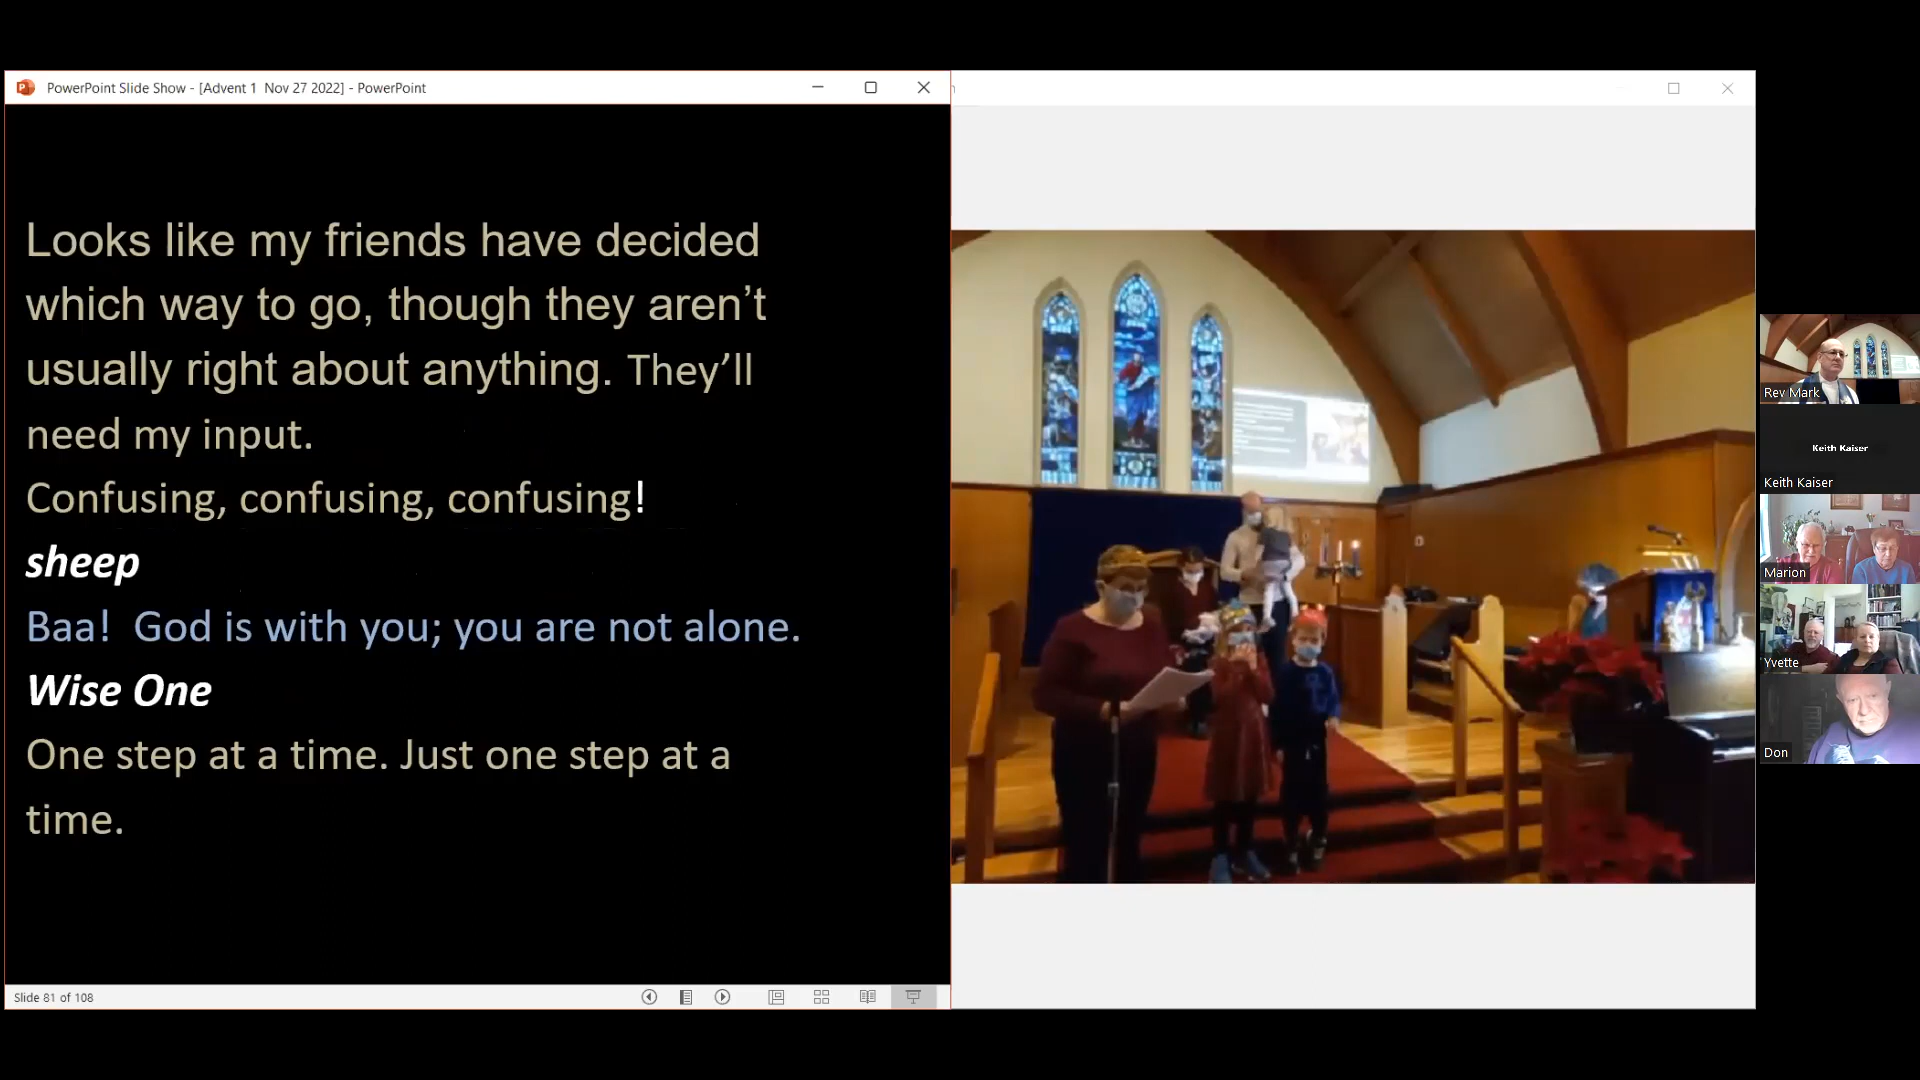 PowerPoint Slide Show - [Advent 1  Nov 27 2022] - PowerPoint
Looks like my friends have decided
which way to go, though they aren’t
usually right about anything. They’ll
need my input.
Confusing, confusing, confusing!
sheep
Baa!  God is with you; you are not alone.
Wise One
One step at a time. Just one step at a
time.
Slide 81 of 108
Rev Mark
Keith Kaiser
Keith Kaiser
Marion
Yvette
Don